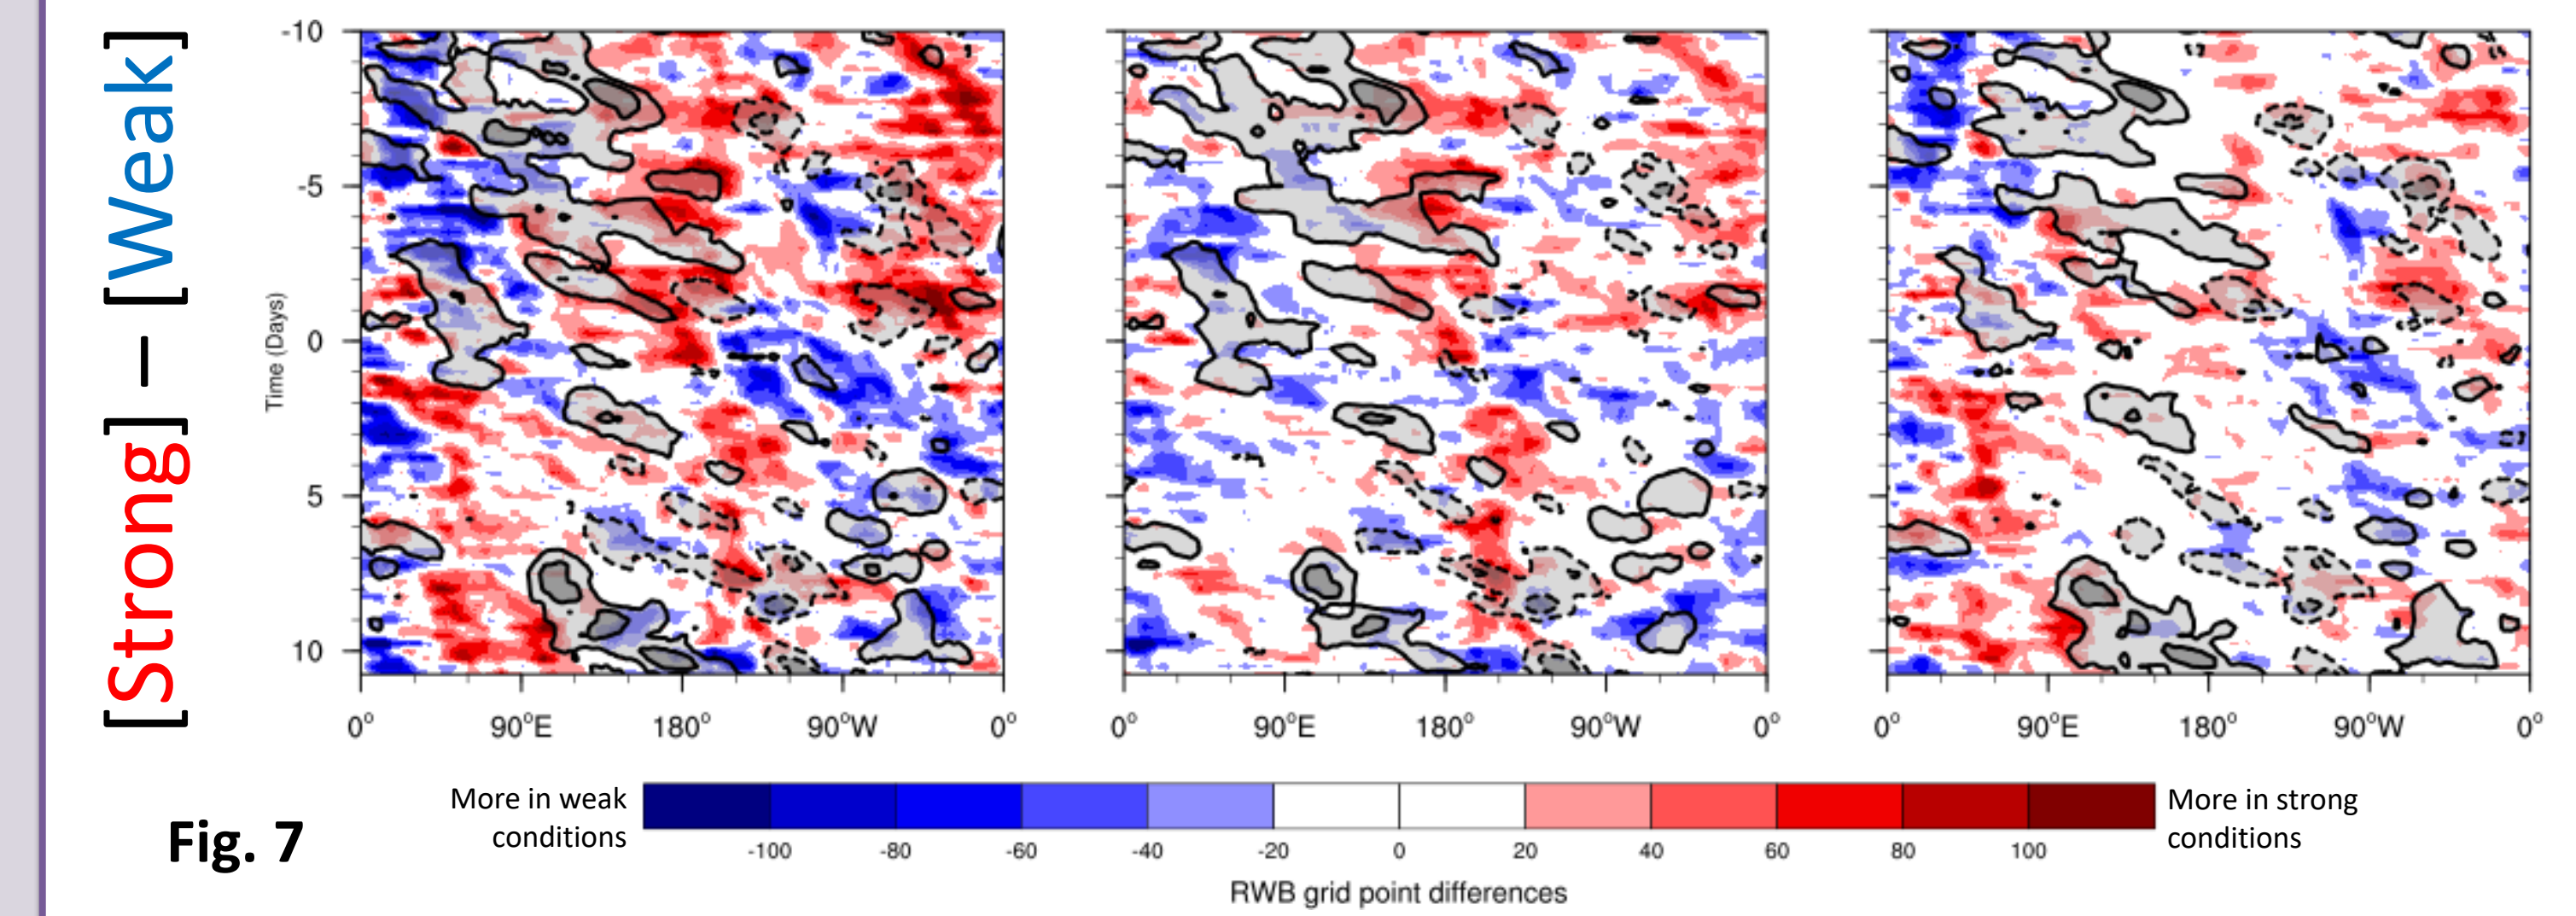 [Strong] – [Weak]
Time (Days)
-10
-5
0
5
10
0° 90°E 180° 90°W 0°
0° 90°E 180° 90°W 0°
0° 90°E 180° 90°W 0°
Fig. 7
More in weak
conditions
-100 -80 -60 -40 -20 0 20 40 60 80 100
More in strong
conditions
RWB grid point differences